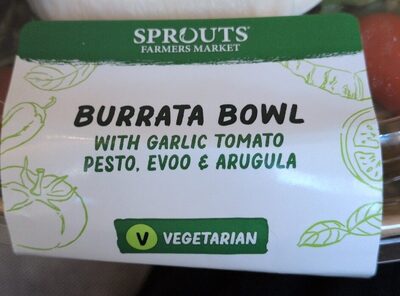 SPROUTS
FARMERS MARKET
BURRATA BOWL
WITH GARLIC TOMATO
PESTO, EVOO & ARUGULA
V VEGETARIAN